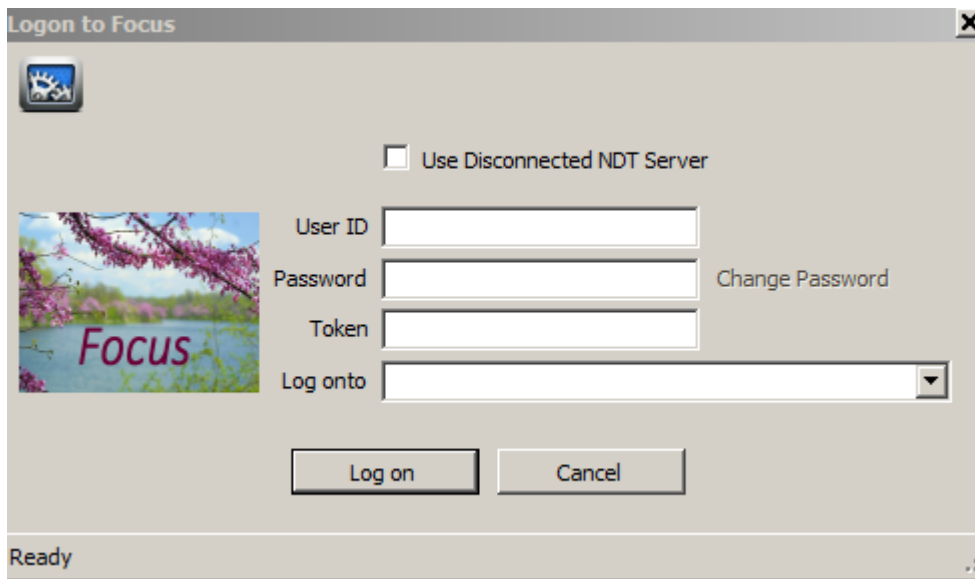 Logon to Focus
Use Disconnected NDT Server
User ID
Focus
Password Change Password
Token
Log onto
Log on Cancel
Ready